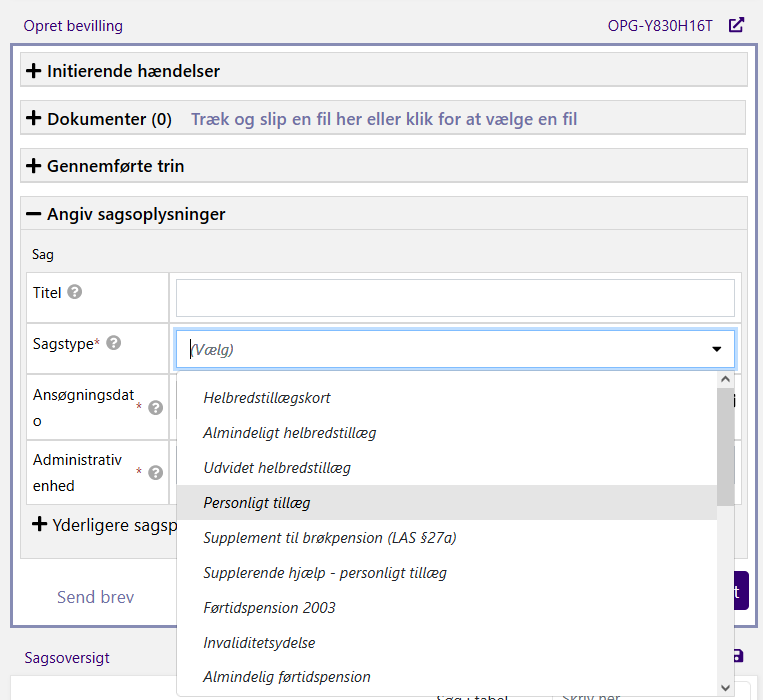 Opret bevilling OPG-Y830H16T
Initierende hændelser
Dokumenter (0) Træk og slip en fil her eller klik for at vælge en fil
Gennemførte trin
Angiv sagsoplysninger
Sag
Titel
Sagstype*
(Vælg)
Helbredstillægskort
Ansøgningsdat
o *
Almindeligt helbredstillæg
Administrativ
enhed *
Udvidet helbredstillæg
Personligt tillæg
Yderligere sagsp
Supplement til brøkpension (LAS §27a)
Supplerende hjælp - personligt tillæg
Send brev
t
Førtidspension 2003
Invaliditetsydelse
Sagsoversigt
Almindelig førtidspension